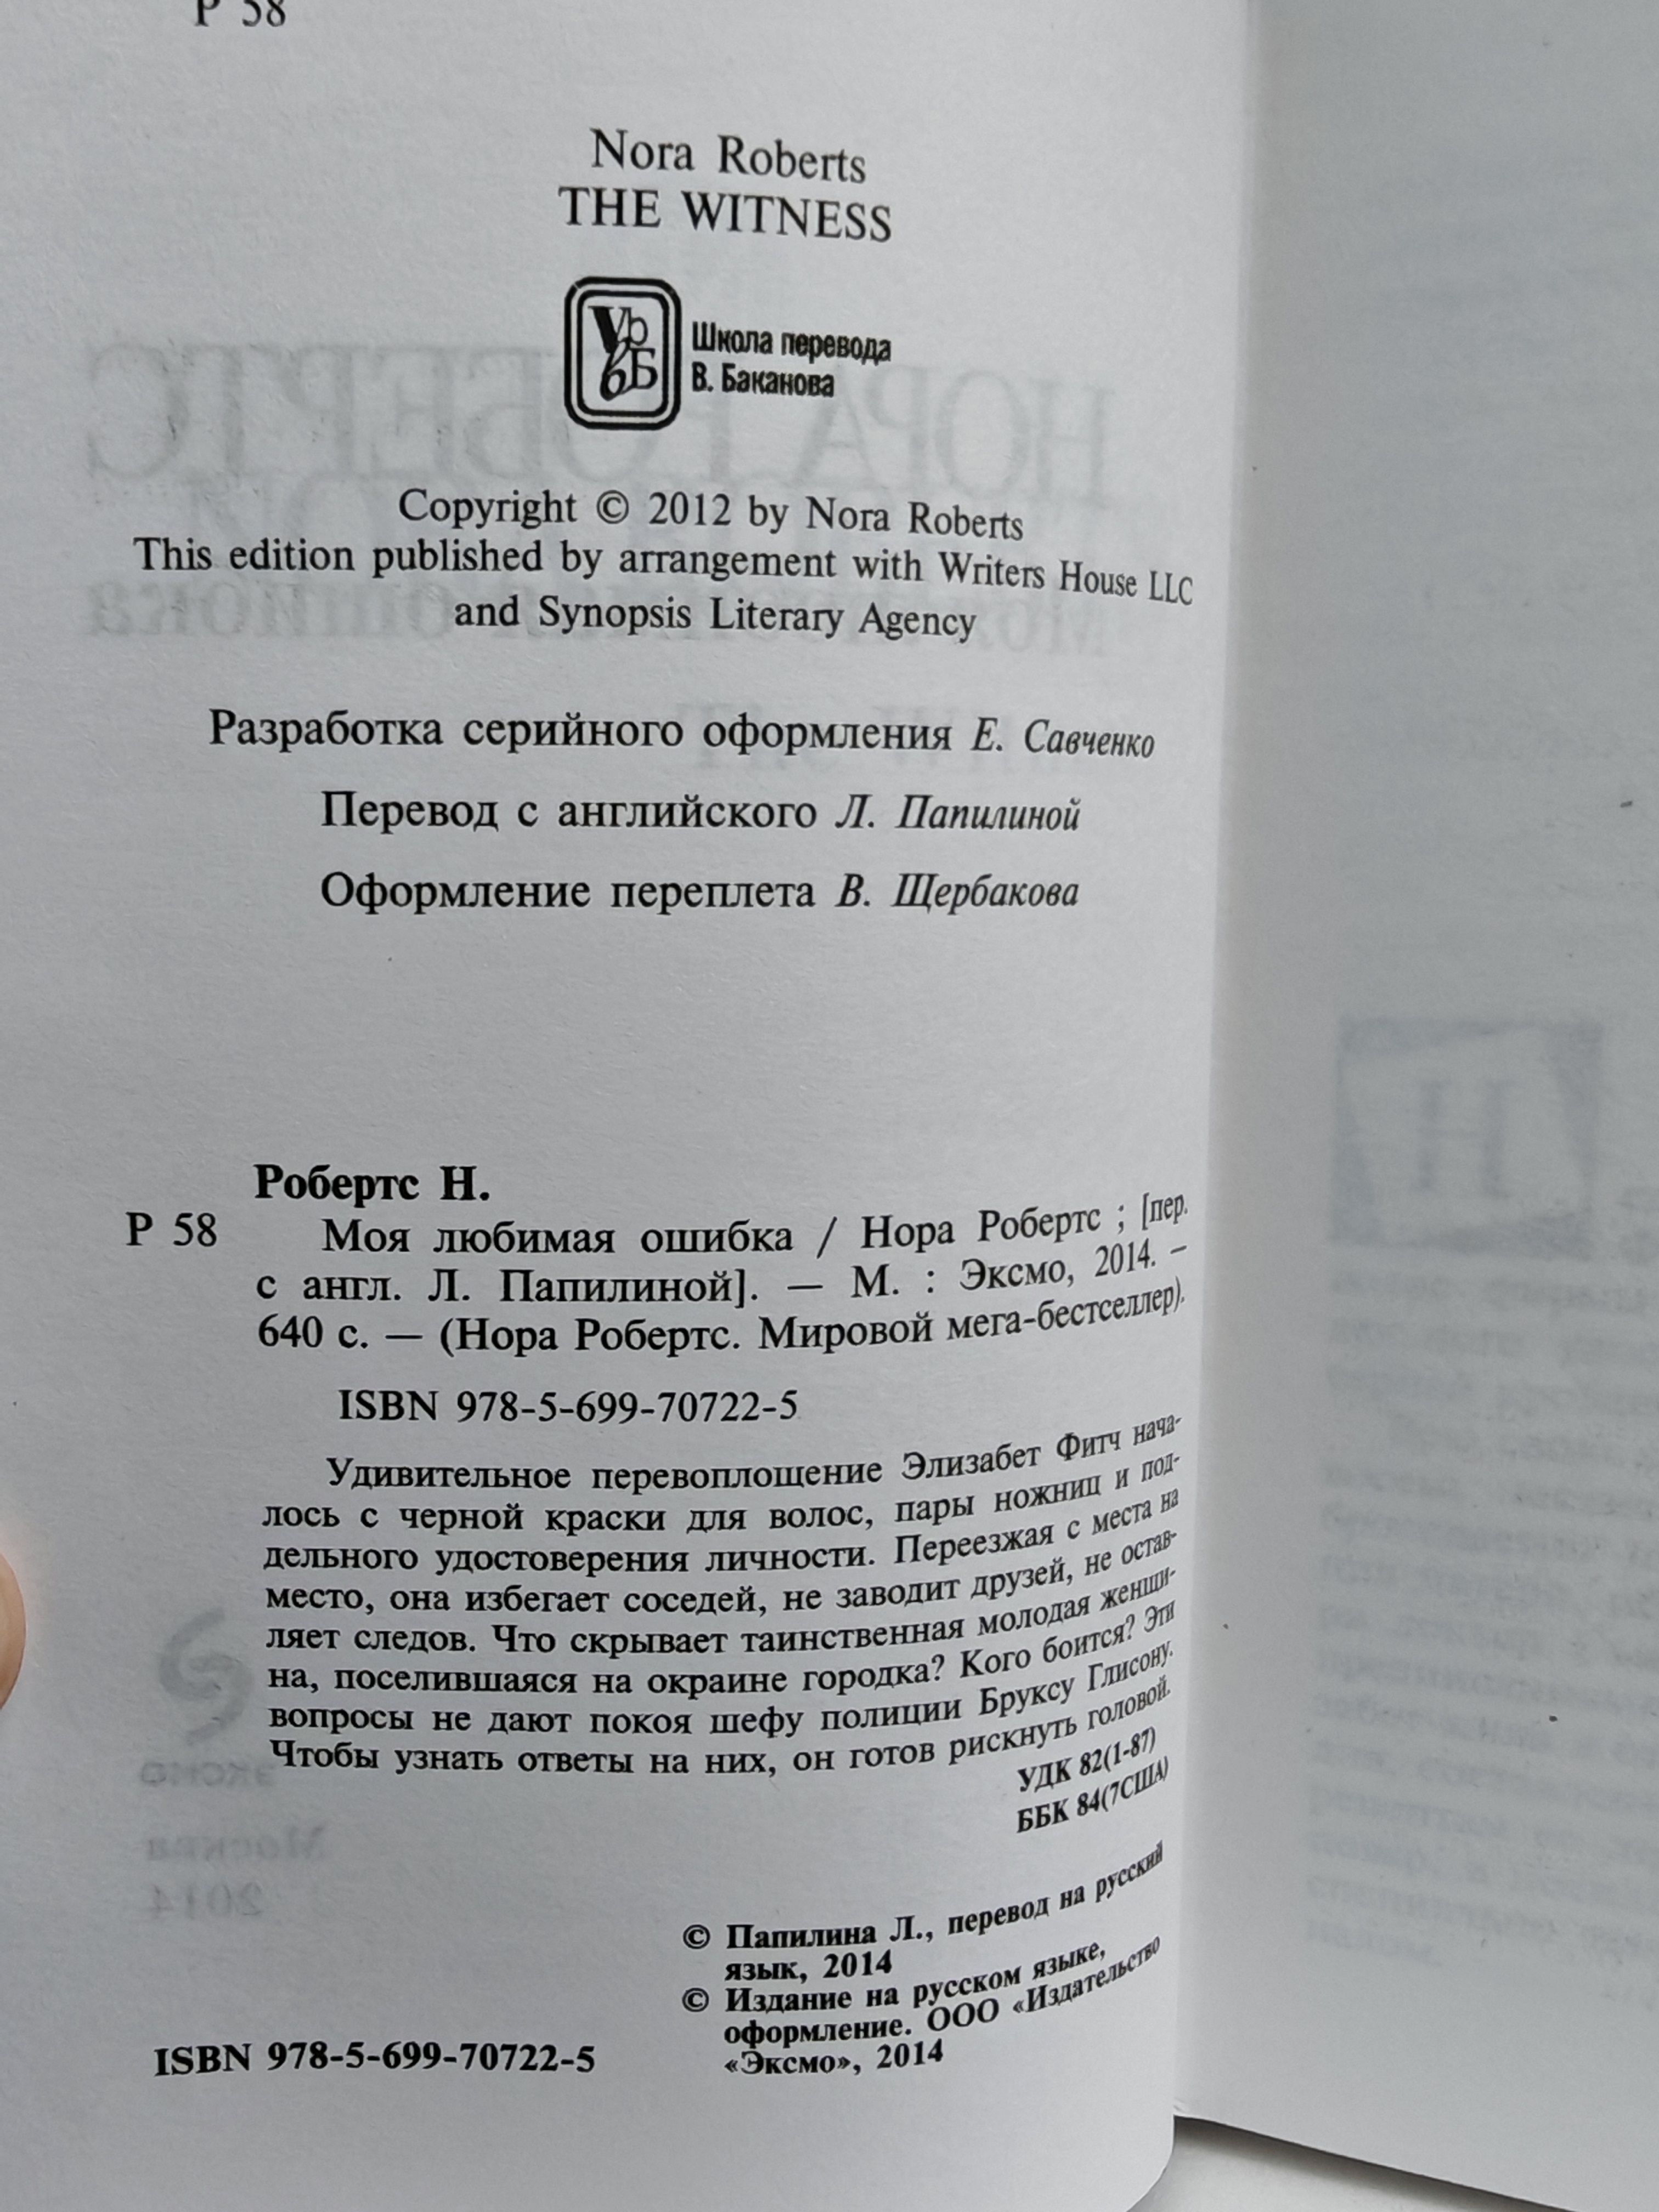 Р 58
Nora Roberts
THE WITNESS
Школа перевода
В. Баканова
Copyright © 2012 by Nora Roberts
This edition published by arrangement with Writers House LLC
and Synopsis Literary Agency
Разработка серийного оформления Е. Савченко
Перевод с английского Л. Папилиной
Оформление переплета В. Щербакова
Робертс Н.
Р 58 Моя любимая ошибка / Нора Робертс ; [пер.
с англ. Л. Папилиной]. — М. : Эксмо, 2014. —
640 с. — (Нора Робертс. Мировой мега-бестселлер).
ISBN 978-5-699-70722-5
Удивительное перевоплощение Элизабет Фитч нача-
лось с черной краски для волос, пары ножниц и под-
дельного удостоверения личности. Переезжая с места на
место, она избегает соседей, не заводит друзей, не остав-
ляет следов. Что скрывает таинственная молодая женщи-
на, поселившаяся на окраине городка? Кого боится? Эти
вопросы не дают покоя шефу полиции Бруксу Глисону.
Чтобы узнать ответы на них, он готов рискнуть головой.
УДК 82(1-87)
ББК 84(7США)
© Папилина Л., перевод на русский
язык, 2014
© Издание на русском языке,
оформление. ООО «Издательство
«Эксмо», 2014
ISBN 978-5-699-70722-5